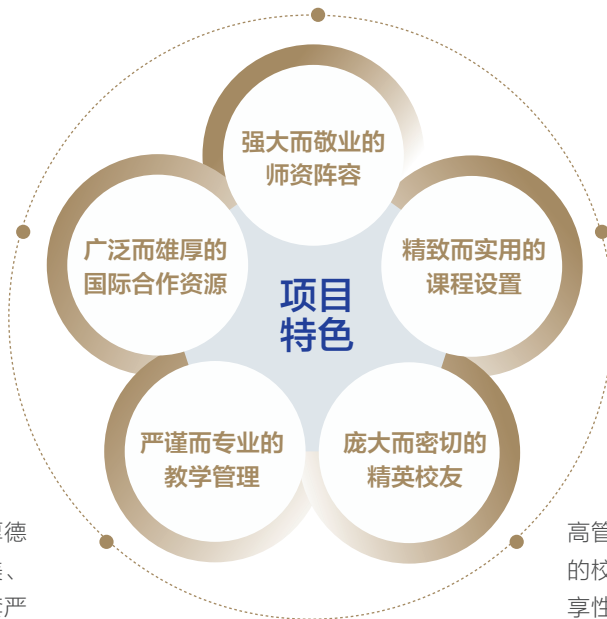 强大而敬业的
师资阵容
广泛而雄厚的
国际合作资源
精致而实用的
课程设置
项目
特色
严谨而专业的
教学管理
庞大而密切的
精英校友
德
、
严
高管
的校
享性